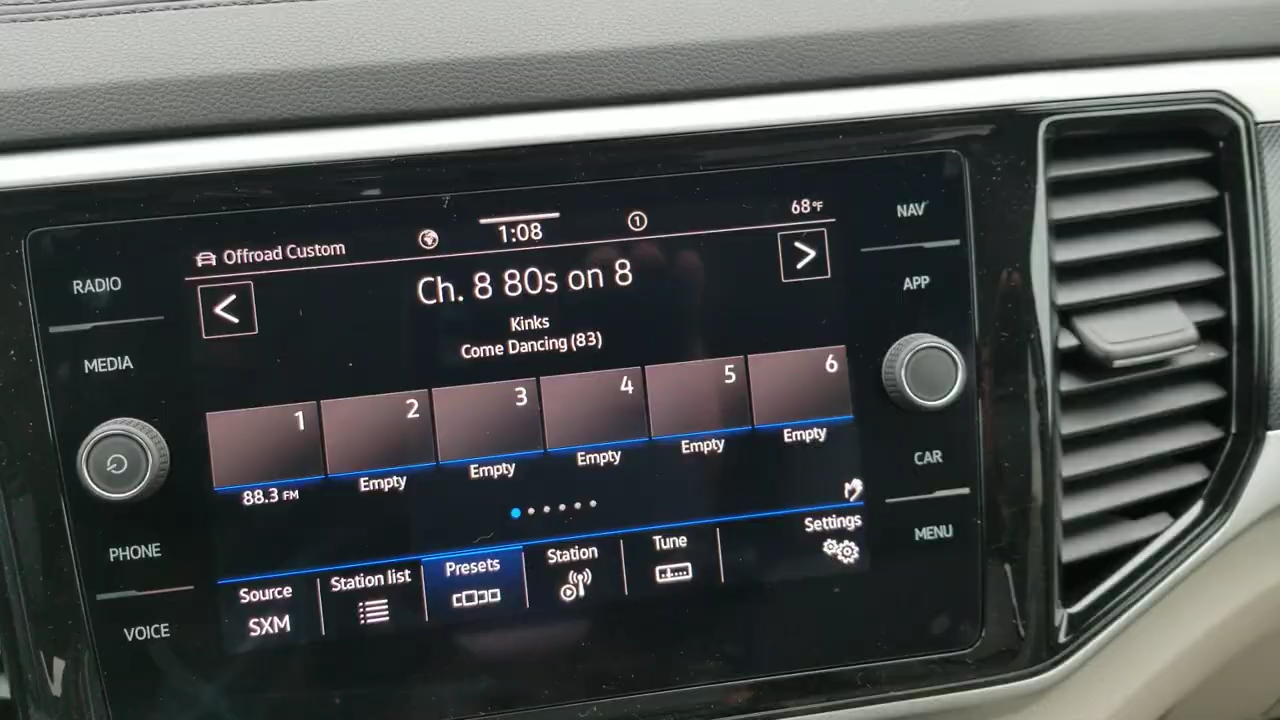 RADIO
MEDIA
PHONE
VOICE
Offroad Custom
1:08
1
68°F
<
Ch. 8 80s on 8
>
Kinks
Come Dancing (83)
1
2
3
4
5
6
88.3 FM
Empty
Empty
Empty
Empty
Empty
Source
SXM
Station list
Presets
Station
Tune
Settings
NAV
APP
CAR
MENU